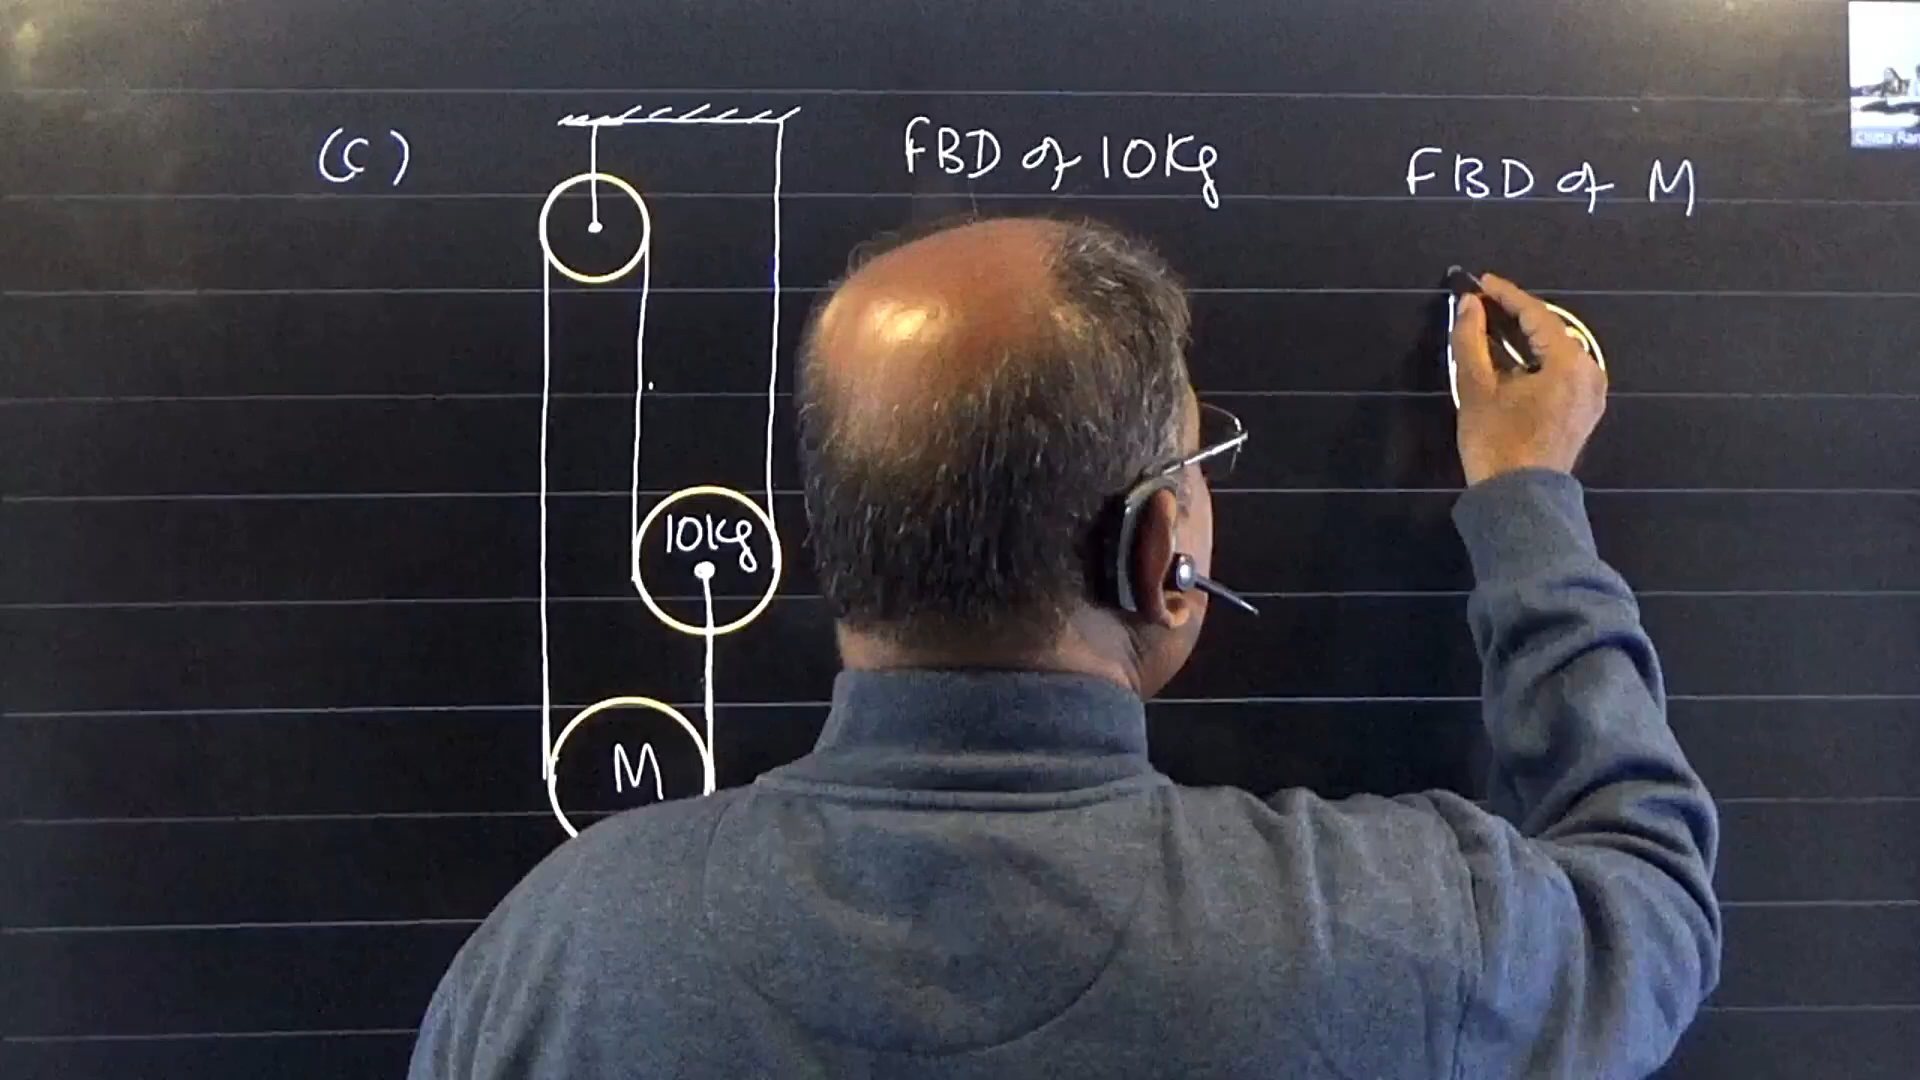 (C)
FBD of 10Kg
FBD of M
10Kg
M